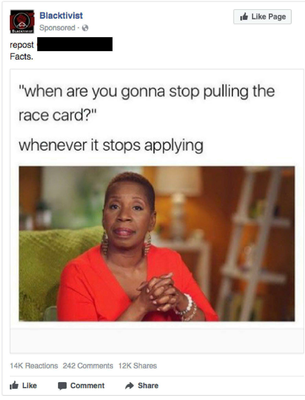 Blacktivist
Sponsored ·
Like Page
repost
Facts.
"when are you gonna stop pulling the
race card?"
whenever it stops applying
14K Reactions 242 Comments 12K Shares
Like Comment Share